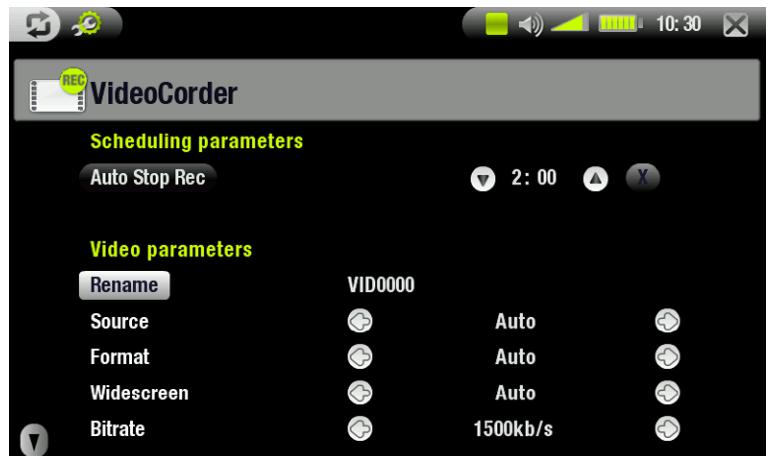 10:30
REC
VideoCorder
Scheduling parameters
Auto Stop Rec 2:00 X
Video parameters
Rename VID0000
Source Auto
Format Auto
Widescreen Auto
Bitrate 1500kb/s